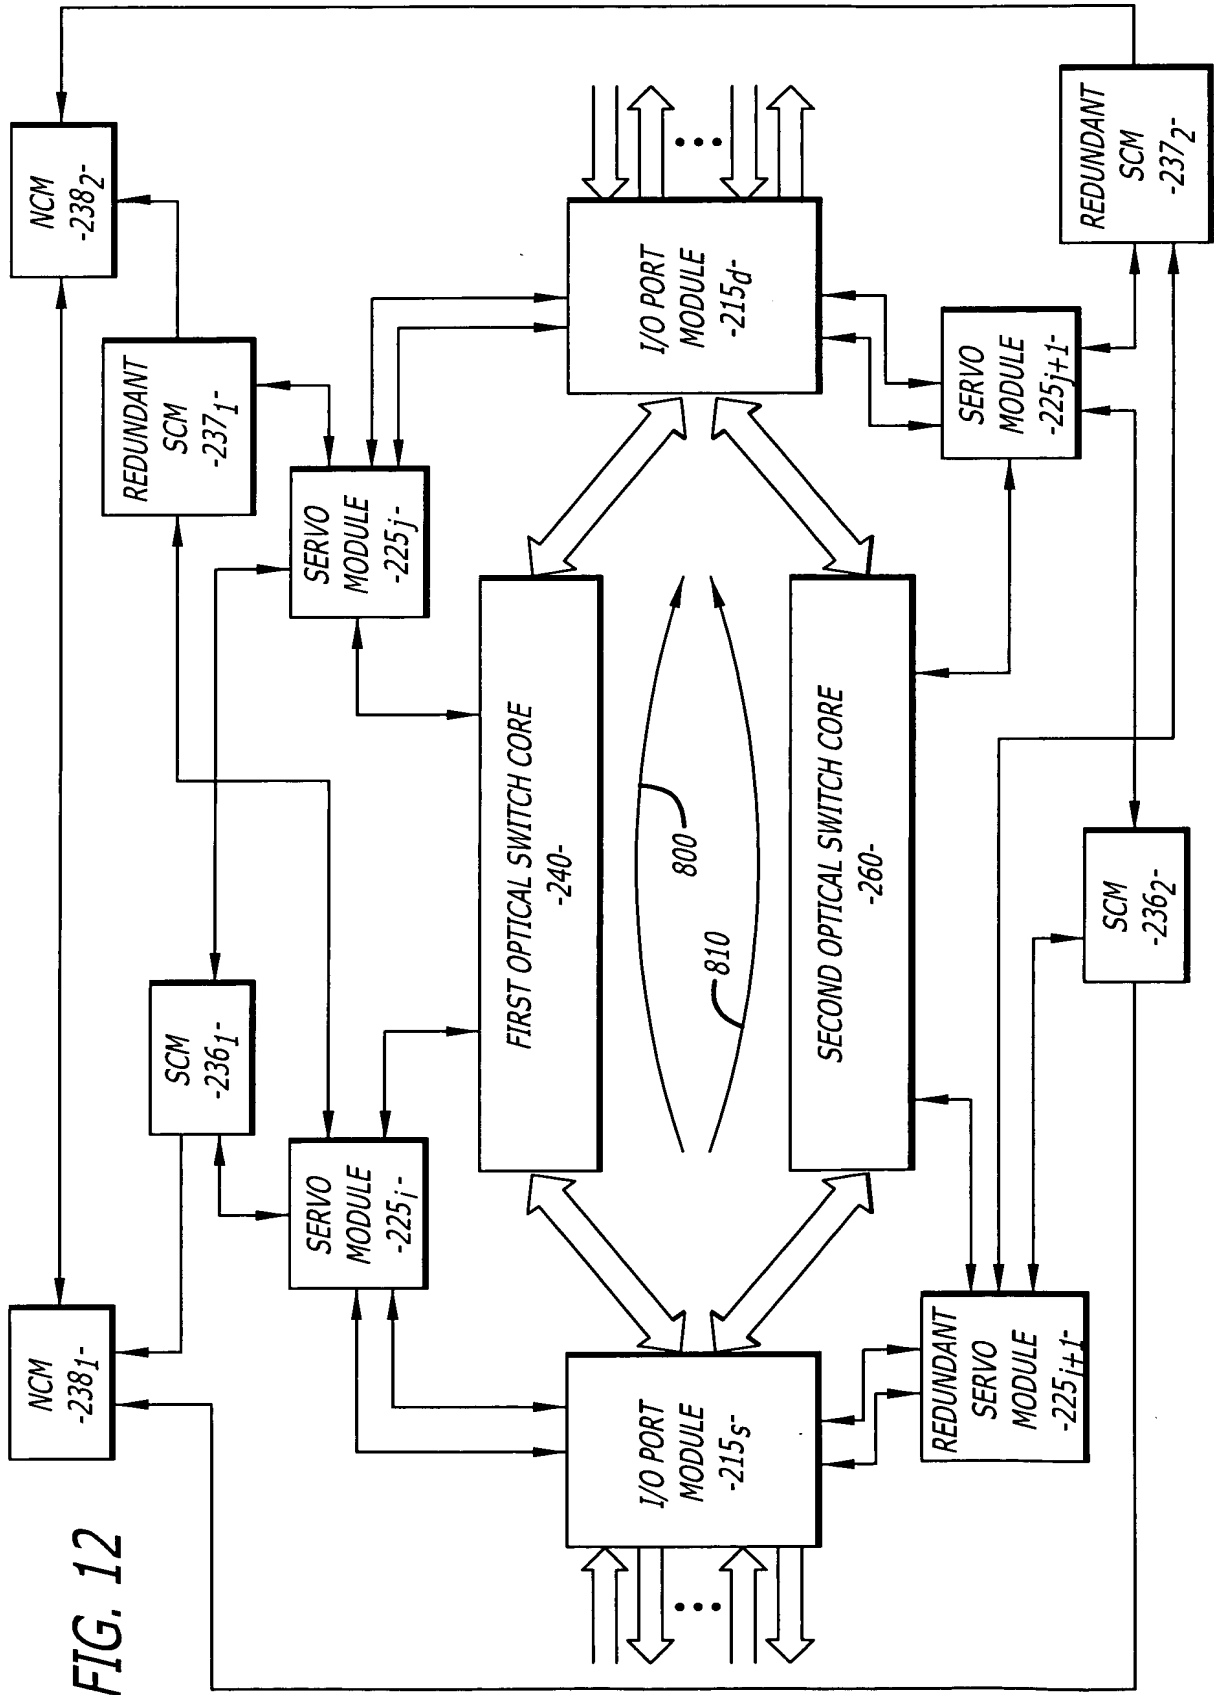 FIG. 12
NCM
-238₁-
NCM
-238₂-
REDUNDANT
SCM
-237₁-
SCM
-236₁-
SERVO
MODULE
-225ᵢ-
SERVO
MODULE
-225ⱼ-
FIRST OPTICAL SWITCH CORE
-240-
I/O PORT
MODULE
-215ₛ-
I/O PORT
MODULE
-215d-
800
810
SECOND OPTICAL SWITCH CORE
-260-
REDUNDANT
SERVO
MODULE
-225i+1-
SERVO
MODULE
-225j+1-
SCM
-236₂-
REDUNDANT
SCM
-237₂-